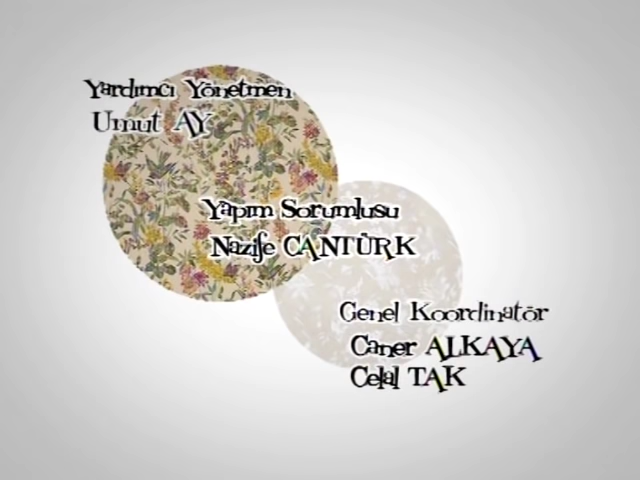 Yardımcı Yönetmen
Umut AY
Yapım Sorumlusu
Nazife CANTÜRK
Genel Koordinatör
Caner ALKAYA
Celal TAK